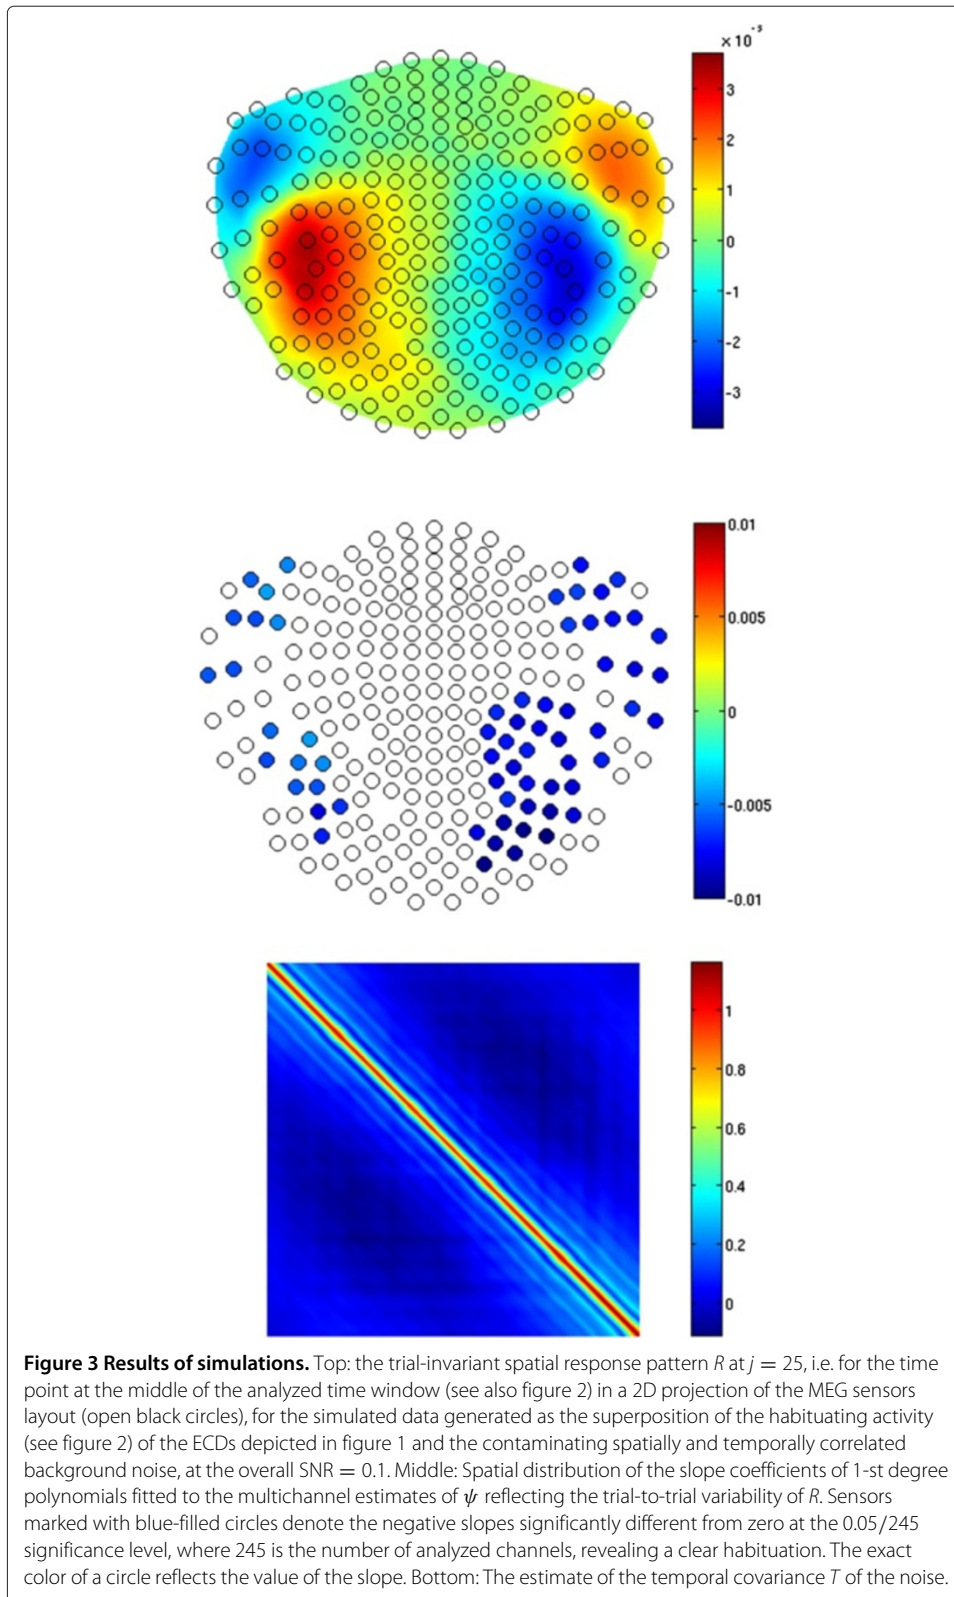 × 10⁻³
3
2
1
0
-1
-2
-3
0.01
0.005
0
-0.005
-0.01
1
0.8
0.6
0.4
0.2
0
Figure 3 Results of simulations. Top: the trial-invariant spatial response pattern R at j = 25, i.e. for the time
point at the middle of the analyzed time window (see also figure 2) in a 2D projection of the MEG sensors
layout (open black circles), for the simulated data generated as the superposition of the habituating activity
(see figure 2) of the ECDs depicted in figure 1 and the contaminating spatially and temporally correlated
background noise, at the overall SNR = 0.1. Middle: Spatial distribution of the slope coefficients of 1-st degree
polynomials fitted to the multichannel estimates of ψ reflecting the trial-to-trial variability of R. Sensors
marked with blue-filled circles denote the negative slopes significantly different from zero at the 0.05/245
significance level, where 245 is the number of analyzed channels, revealing a clear habituation. The exact
color of a circle reflects the value of the slope. Bottom: The estimate of the temporal covariance T of the noise.